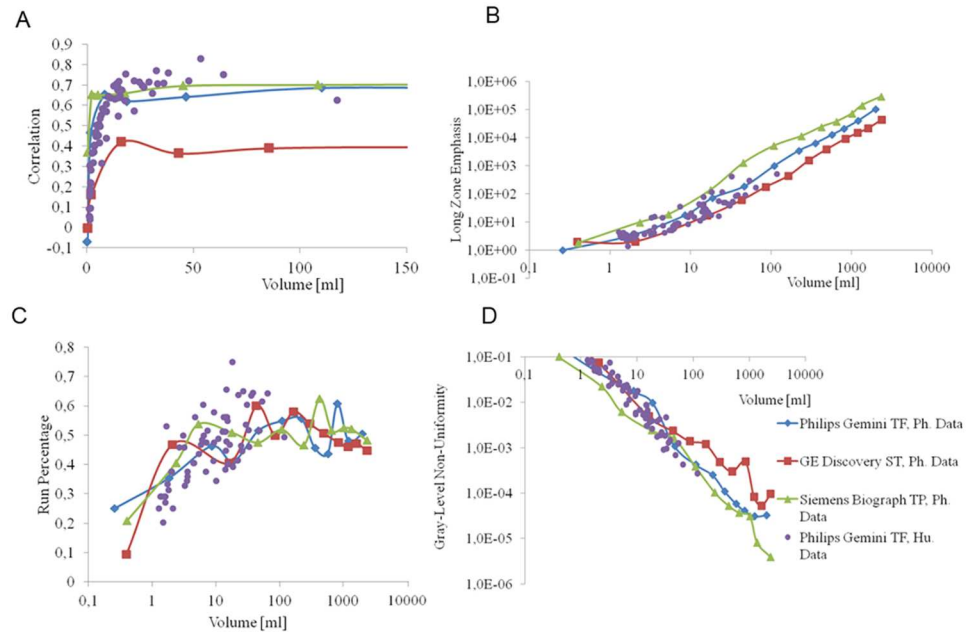 A
0,9
0,8
0,7
0,6
0,5
0,4
0,3
0,2
0,1
0
-0,1
Correlation
0
50
100
150
Volume [ml]
B
1,0E+06
1,0E+05
1,0E+04
1,0E+03
1,0E+02
1,0E+01
1,0E+00
1,0E-01
Long Zone Emphasis
0,1
1
10
100
1000
10000
Volume [ml]
C
0,8
0,7
0,6
0,5
0,4
0,3
0,2
0,1
0
Run Percentage
0,1
1
10
100
1000
10000
Volume [ml]
D
1,0E-01
1,0E-02
1,0E-03
1,0E-04
1,0E-05
1,0E-06
Gray-Level Non-Uniformity
0,1
1
10
100
1000
10000
Volume [ml]
Philips Gemini TF, Ph. Data
GE Discovery ST, Ph. Data
Siemens Biograph TP, Ph.
Data
Philips Gemini TF, Hu.
Data